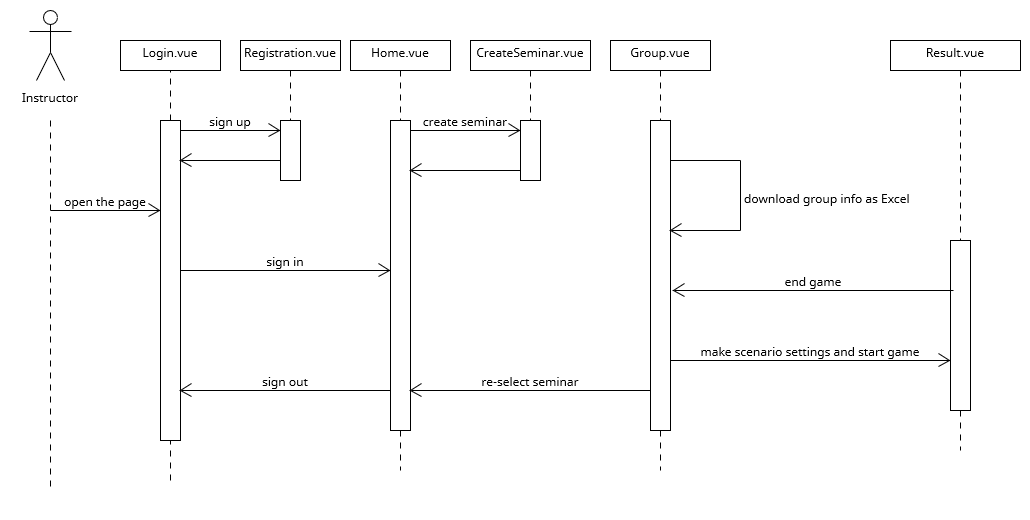 Login.vue
Registration.vue
Home.vue
CreateSeminar.vue
Group.vue
Result.vue
Instructor
sign up
create seminar
open the page
download group info as Excel
sign in
end game
make scenario settings and start game
sign out
re-select seminar